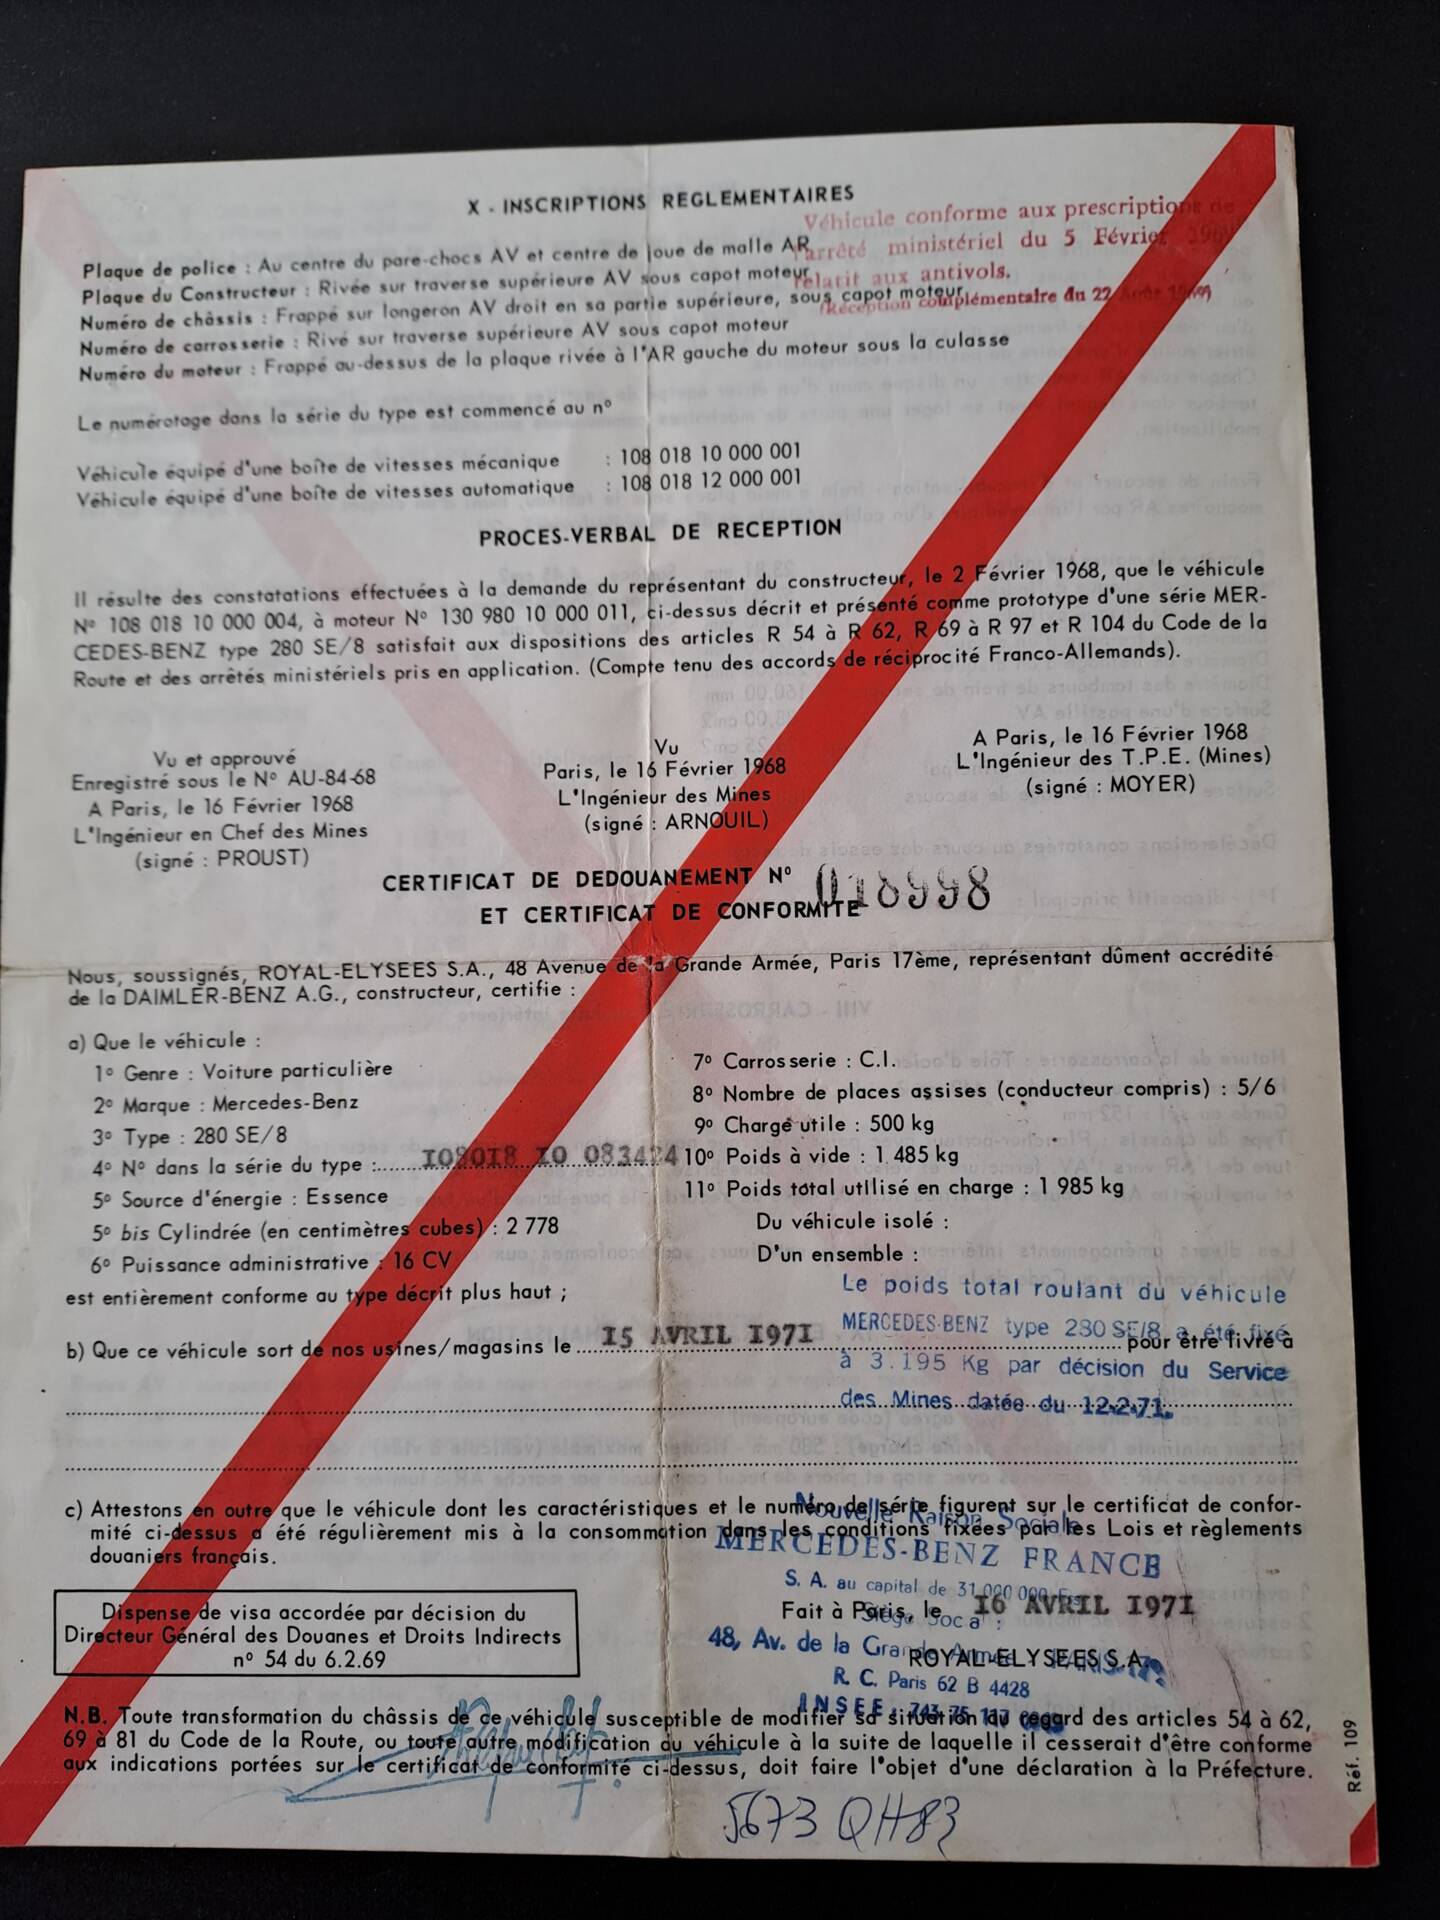 X - INSCRIPTIONS REGLEMENTAIRES
Véhicule conforme aux prescriptions de
l'arrêté ministériel du 5 Février
relatif aux antivols.
(Réception complémentaire du 22 Août 1969)
Plaque de police : Au centre du pare-chocs AV et centre de joue de malle AR
Plaque du Constructeur : Rivée sur traverse supérieure AV sous capot moteur
Numéro de châssis : Frappé sur longeron AV droit en sa partie supérieure, sous capot moteur
Numéro de carrosserie : Rivé sur traverse supérieure AV sous capot moteur
Numéro du moteur : Frappé au-dessus de la plaque rivée à l'AR gauche du moteur sous la culasse
Le numérotage dans la série du type est commencé au n°
Véhicule équipé d'une boîte de vitesses mécanique : 108 018 10 000 001
Véhicule équipé d'une boîte de vitesses automatique : 108 018 12 000 001
PROCES-VERBAL DE RECEPTION
Il résulte des constatations effectuées à la demande du représentant du constructeur, le 2 Février 1968, que le véhicule
N° 108 018 10 000 004, à moteur N° 130 980 10 000 011, ci-dessus décrit et présenté comme prototype d'une série MER-
CEDES-BENZ type 280 SE/8 satisfait aux dispositions des articles R 54 à R 62, R 69 à R 97 et R 104 du Code de la
Route et des arrêtés ministériels pris en application. (Compte tenu des accords de réciprocité Franco-Allemands).
Vu et approuvé
Enregistré sous le N° AU-84-68
A Paris, le 16 Février 1968
L'Ingénieur en Chef des Mines
(signé : PROUST)
Vu
Paris, le 16 Février 1968
L'Ingénieur des Mines
(signé : ARNOUIL)
A Paris, le 16 Février 1968
L'Ingénieur des T.P.E. (Mines)
(signé : MOYER)
CERTIFICAT DE DEDOUANEMENT N° 018998
ET CERTIFICAT DE CONFORMITE
Nous, soussignés, ROYAL-ELYSEES S.A., 48 Avenue de la Grande Armée, Paris 17ème, représentant dûment accrédité
de la DAIMLER-BENZ A.G., constructeur, certifie :
a) Que le véhicule :
1° Genre : Voiture particulière
2° Marque : Mercedes-Benz
3° Type : 280 SE/8
4° N° dans la série du type : I08018 I0 083424
5° Source d'énergie : Essence
5° bis Cylindrée (en centimètres cubes) : 2 778
6° Puissance administrative : 16 CV
est entièrement conforme au type décrit plus haut ;
7° Carrosserie : C.I.
8° Nombre de places assises (conducteur compris) : 5/6
9° Charge utile : 500 kg
10° Poids à vide : 1 485 kg
11° Poids total utilisé en charge : 1 985 kg
Du véhicule isolé :
D'un ensemble :
Le poids total roulant du véhicule
MERCEDES-BENZ type 280 SE/8 a été fixé
à 3.195 Kg par décision du Service
des Mines datée du 12.2.71.
b) Que ce véhicule sort de nos usines/magasins le I5 AVRIL I97I pour être livré à
c) Attestons en outre que le véhicule dont les caractéristiques et le numéro de série figurent sur le certificat de confor-
mité ci-dessus a été régulièrement mis à la consommation dans les conditions fixées par les Lois et règlements
douaniers français.
Nouvelle Raison Sociale
MERCEDES-BENZ FRANCE
S. A. au capital de 31 000 000 Frs
Siège Social :
48, Av. de la Grande Armée - PARIS-17e
R. C. Paris 62 B 4428
INSEE. 743 75 117
Fait à Paris, le I6 AVRIL I97I
ROYAL-ELYSEES S.A.
Dispense de visa accordée par décision du
Directeur Général des Douanes et Droits Indirects
n° 54 du 6.2.69
N.B. Toute transformation du châssis de ce véhicule susceptible de modifier sa situation au regard des articles 54 à 62,
69 à 81 du Code de la Route, ou toute autre modification du véhicule à la suite de laquelle il cesserait d'être conforme
aux indications portées sur le certificat de conformité ci-dessus, doit faire l'objet d'une déclaration à la Préfecture.
Réf. 109
5673 QH83